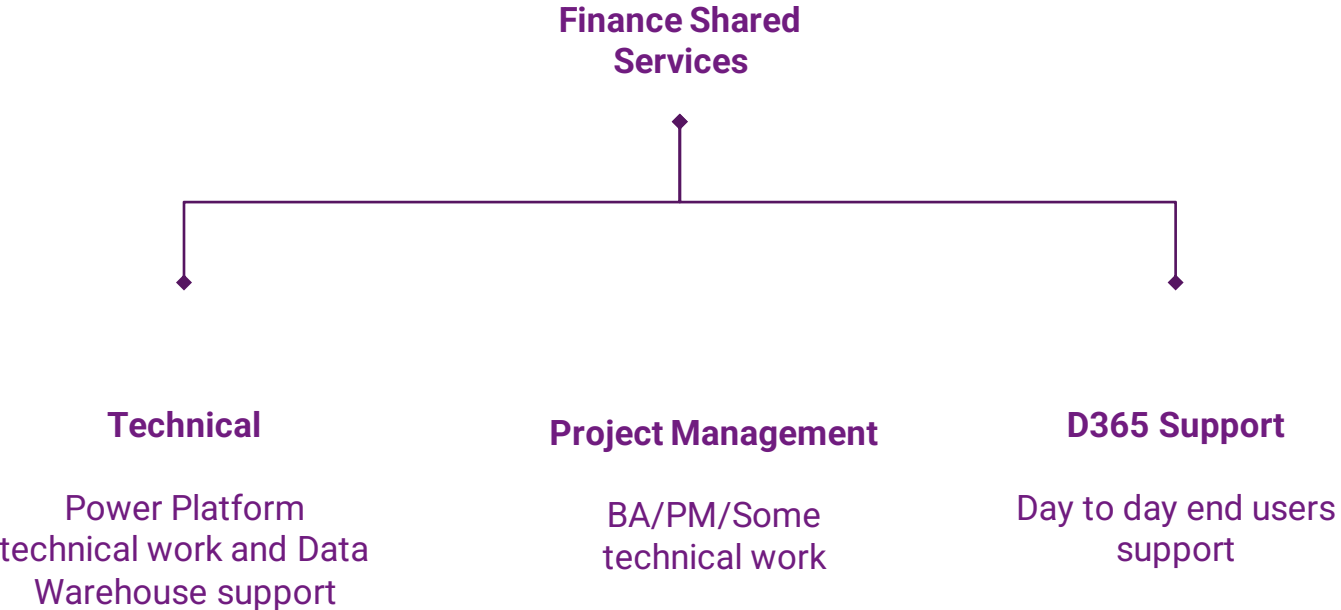 Finance Shared
Services
Technical
Power Platform
technical work and Data
Warehouse support
Project Management
BA/PM/Some
technical work
D365 Support
Day to day end users
support